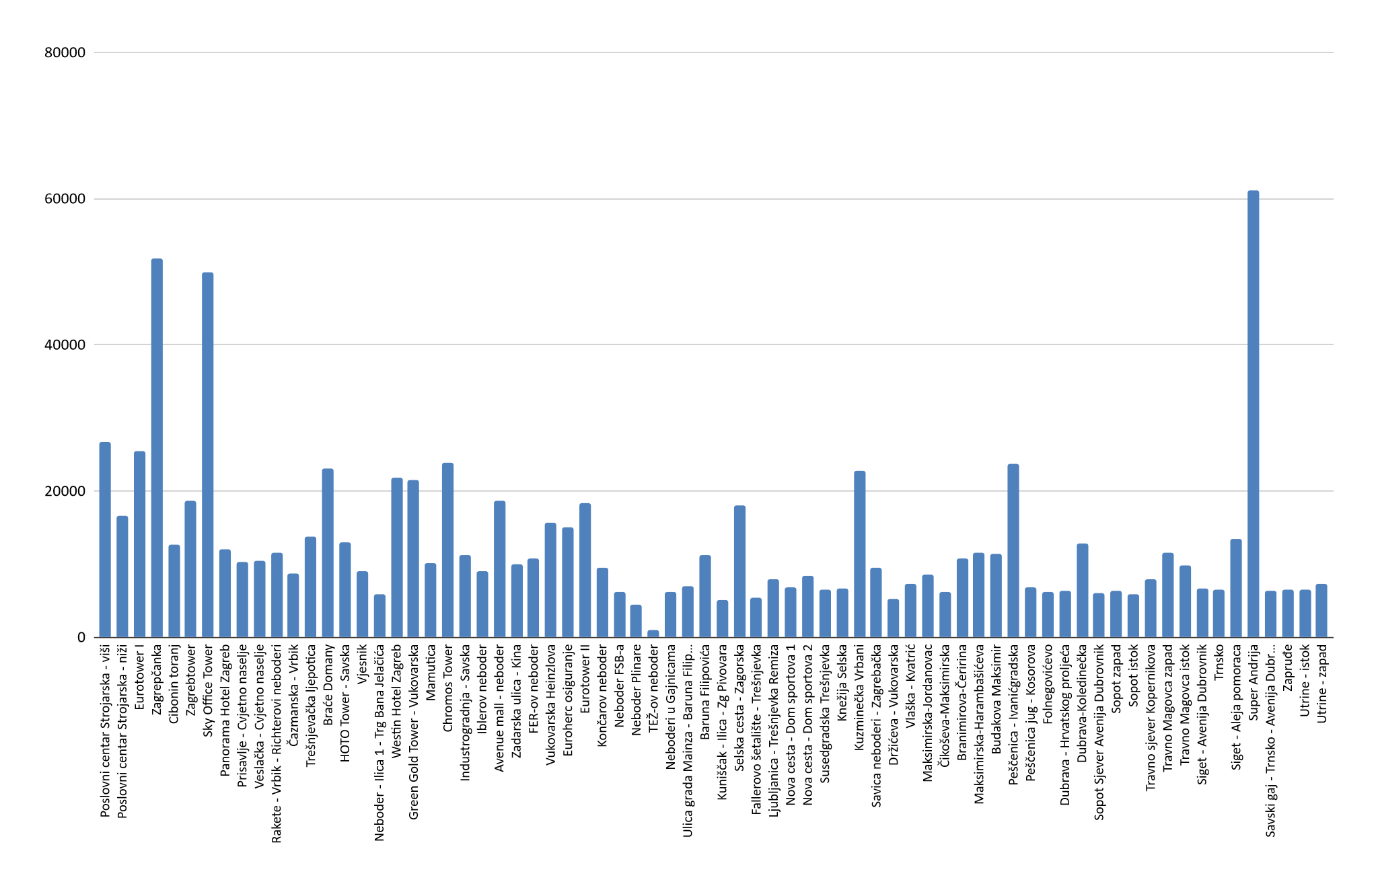 80000
60000
40000
20000
0
Poslovni centar Strojarska - viši
Poslovni centar Strojarska - niži
Eurotower I
Zagrepčanka
Cibonin toranj
Zagrebtower
Sky Office Tower
Panorama Hotel Zagreb
Prisavlje - Cvjetno naselje
Veslačka - Cvjetno naselje
Rakete - Vrbik - Richterovi neboderi
Čazmanska - Vrbik
Trešnjevačka ljepotica
Braće Domany
HOTO Tower - Savska
Vjesnik
Neboder - Ilica 1 - Trg Bana Jelačića
Westin Hotel Zagreb
Green Gold Tower - Vukovarska
Mamutica
Chromos Tower
Industrogradnja - Savska
Iblerov neboder
Avenue mall - neboder
Zadarska ulica - Kina
FER-ov neboder
Vukovarska Heinzlova
Euroherc osiguranje
Eurotower II
Končarov neboder
Neboder FSB-a
Neboder Plinare
TEŽ-ov neboder
Neboderi u Gajnicama
Ulica grada Mainza - Baruna Filip...
Baruna Filipovića
Kuniščak - Ilica - Zg Pivovara
Selska cesta - Zagorska
Fallerovo šetalište - Trešnjevka
Ljubljanica - Trešnjevka Remiza
Nova cesta - Dom sportova 1
Nova cesta - Dom sportova 2
Susedgradska Trešnjevka
Knežija Selska
Kuzminečka Vrbani
Savica neboderi - Zagrebačka
Držićeva - Vukovarska
Vlaška - Kvatrić
Maksimirska-Jordanovac
Čikoševa-Maksimirska
Branimirova-Čeririna
Maksimirska-Harambašićeva
Budakova Maksimir
Peščenica - Ivanićgradska
Peščenica jug - Kosorova
Folnegovićevo
Dubrava - Hrvatskog proljeća
Dubrava-Koledinečka
Sopot Sjever Avenija Dubrovnik
Sopot zapad
Sopot istok
Travno sjever Kopernikova
Travno Magovca zapad
Travno Magovca istok
Siget - Avenija Dubrovnik
Trnsko
Siget - Aleja pomoraca
Super Andrija
Savski gaj - Trnsko - Avenija Dubr...
Zapruđe
Utrine - istok
Utrine - zapad